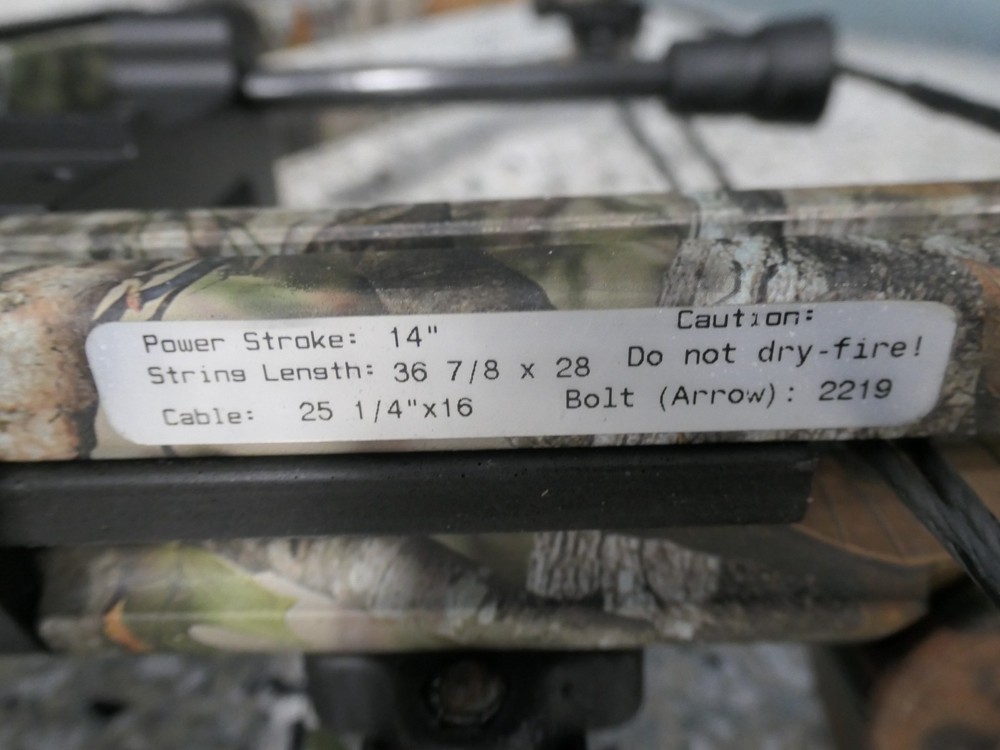 Power Stroke: 14"
String Length: 36 7/8 x 28
Cable: 25 1/4"x16
Caution:
Do not dry-fire!
Bolt (Arrow): 2219